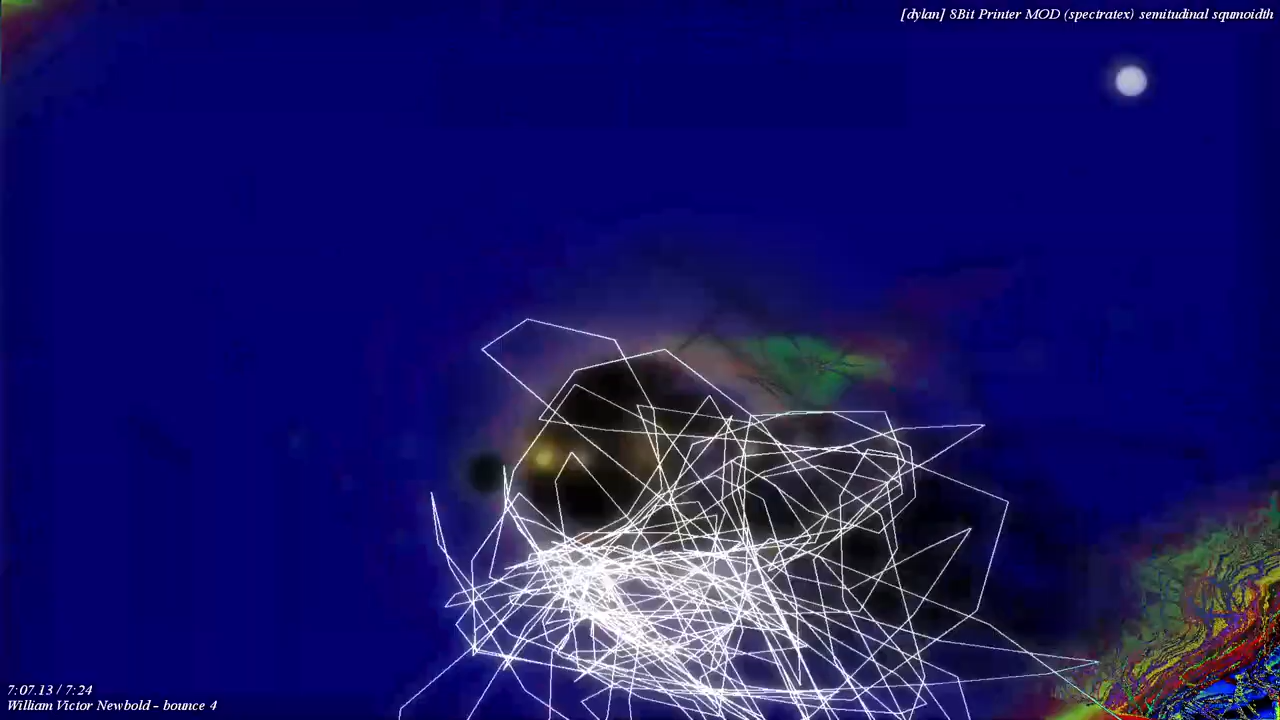 [dylan] 8Bit Printer MOD (spectratex) semitudinal squmoidth
7:07.13 / 7:24
William Victor Newbold - bounce 4